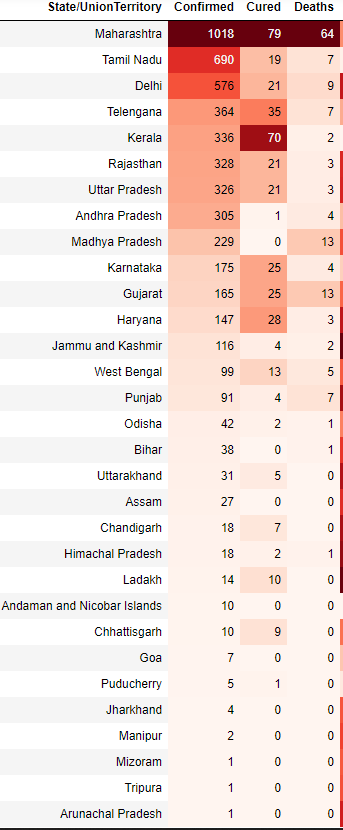 State/UnionTerritory Confirmed Cured Deaths
Maharashtra 1018 79 64
Tamil Nadu 690 19 7
Delhi 576 21 9
Telengana 364 35 7
Kerala 336 70 2
Rajasthan 328 21 3
Uttar Pradesh 326 21 3
Andhra Pradesh 305 1 4
Madhya Pradesh 229 0 13
Karnataka 175 25 4
Gujarat 165 25 13
Haryana 147 28 3
Jammu and Kashmir 116 4 2
West Bengal 99 13 5
Punjab 91 4 7
Odisha 42 2 1
Bihar 38 0 1
Uttarakhand 31 5 0
Assam 27 0 0
Chandigarh 18 7 0
Himachal Pradesh 18 2 1
Ladakh 14 10 0
Andaman and Nicobar Islands 10 0 0
Chhattisgarh 10 9 0
Goa 7 0 0
Puducherry 5 1 0
Jharkhand 4 0 0
Manipur 2 0 0
Mizoram 1 0 0
Tripura 1 0 0
Arunachal Pradesh 1 0 0